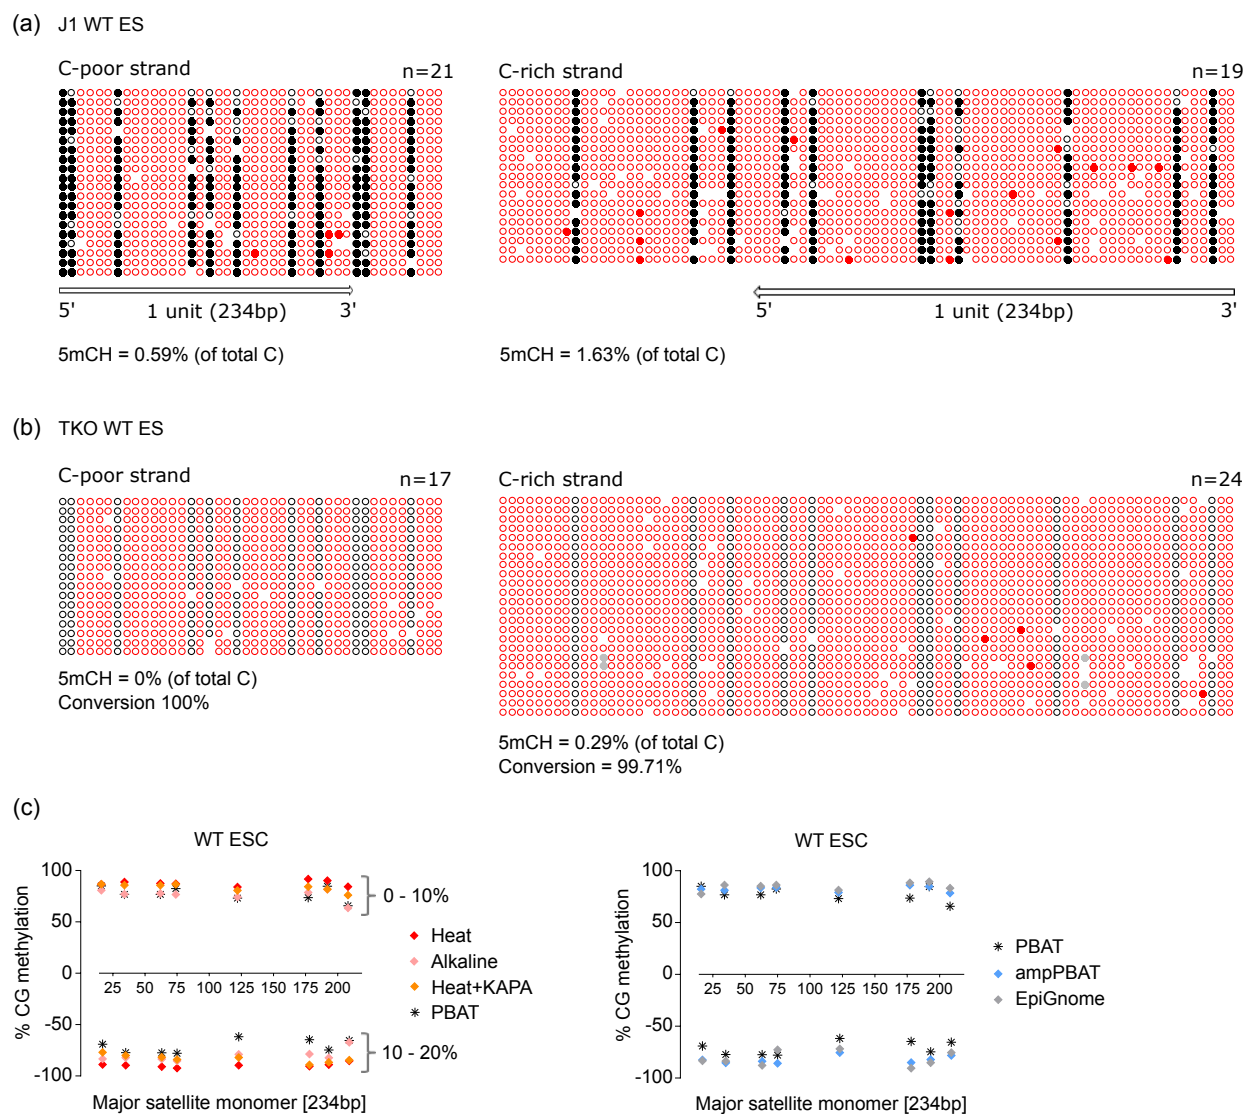 (a) J1 WT ES
C-poor strand n=21
C-rich strand n=19
5' 1 unit (234bp) 3'
5' 1 unit (234bp) 3'
5mCH = 0.59% (of total C)
5mCH = 1.63% (of total C)
(b) TKO WT ES
C-poor strand n=17
C-rich strand n=24
5mCH = 0% (of total C)
Conversion 100%
5mCH = 0.29% (of total C)
Conversion = 99.71%
(c)
WT ESC
% CG methylation
100
50
0
-50
-100
25 50 75 100 125 150 175 200
0 - 10%
10 - 20%
Heat
Alkaline
Heat+KAPA
PBAT
Major satellite monomer [234bp]
WT ESC
% CG methylation
100
50
0
-50
-100
25 50 75 100 125 150 175 200
PBAT
ampPBAT
EpiGnome
Major satellite monomer [234bp]